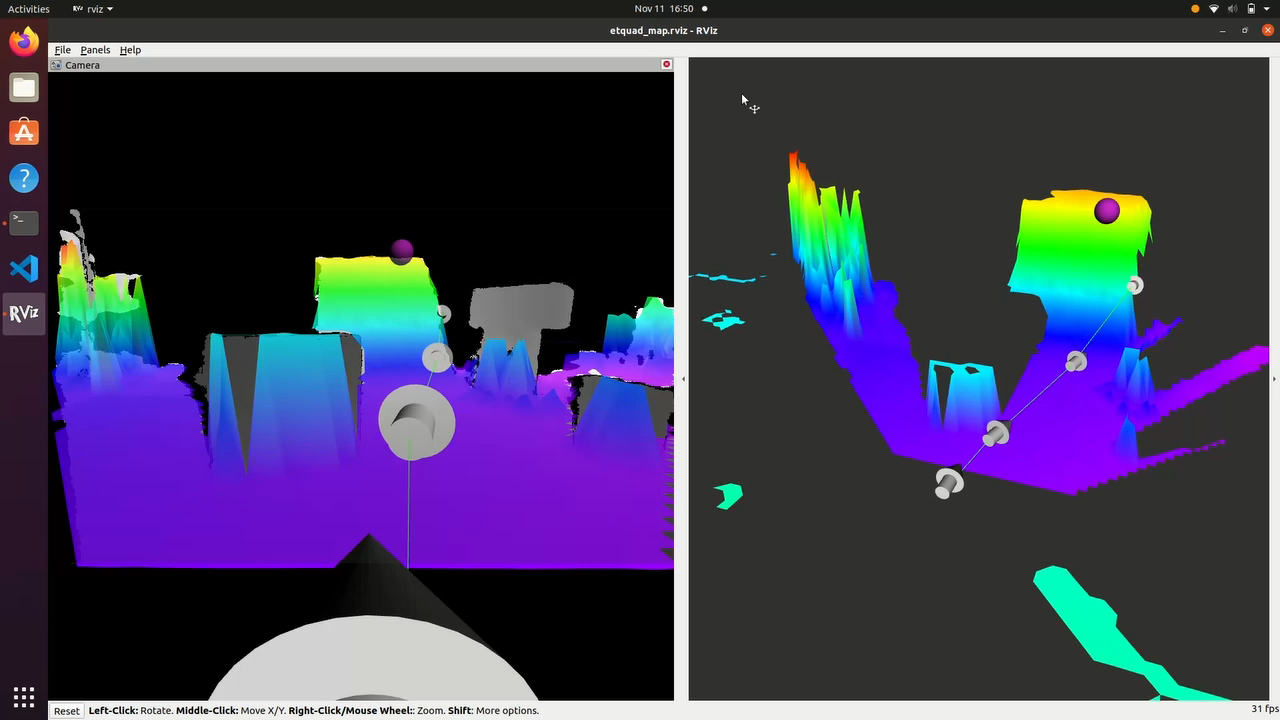 Activities
RViz rviz
Nov 11 16:50
etquad_map.rviz - RViz
File Panels Help
Camera
?
>_
RViz
Reset Left-Click: Rotate. Middle-Click: Move X/Y. Right-Click/Mouse Wheel:: Zoom. Shift: More options.
31 fps